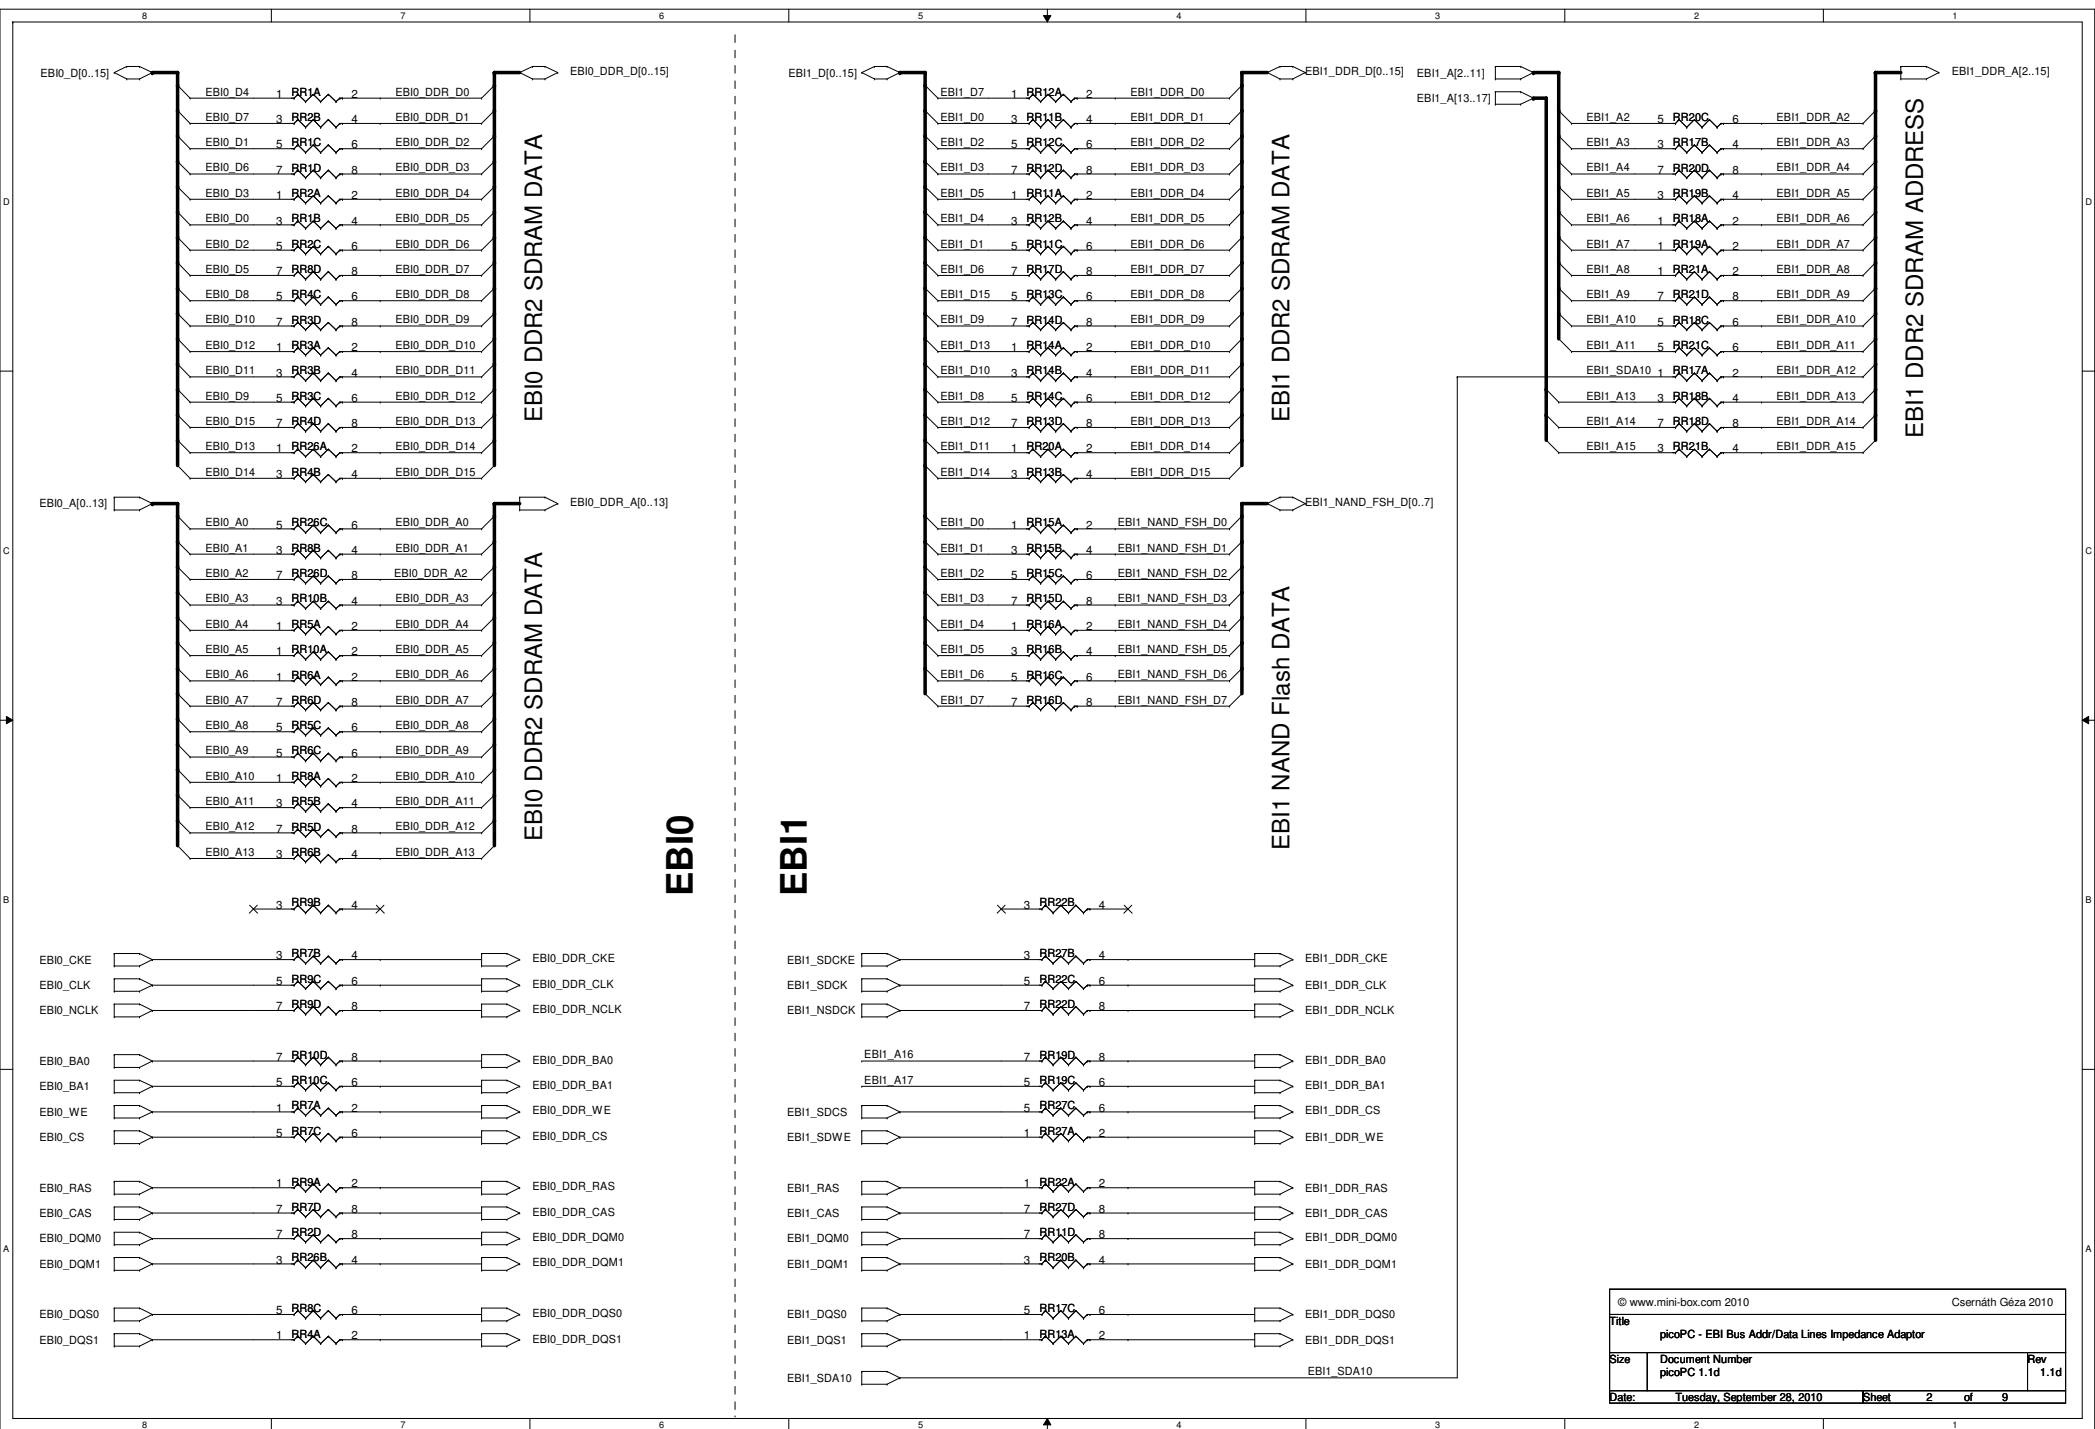 8 7 6 5 4 3 2 1
EBI0_D[0..15] EBI0_DDR_D[0..15]
EBI0_D4 1 RR1A 2 EBI0_DDR_D0
EBI0_D7 3 RR2B 4 EBI0_DDR_D1
EBI0_D1 5 RR1C 6 EBI0_DDR_D2
EBI0_D6 7 RR1D 8 EBI0_DDR_D3
EBI0_D3 1 RR2A 2 EBI0_DDR_D4
EBI0_D0 3 RR1B 4 EBI0_DDR_D5
EBI0_D2 5 RR2C 6 EBI0_DDR_D6
EBI0_D5 7 RR8D 8 EBI0_DDR_D7
EBI0_D8 5 RR4C 6 EBI0_DDR_D8
EBI0_D10 7 RR3D 8 EBI0_DDR_D9
EBI0_D12 1 RR3A 2 EBI0_DDR_D10
EBI0_D11 3 RR3B 4 EBI0_DDR_D11
EBI0_D9 5 RR3C 6 EBI0_DDR_D12
EBI0_D15 7 RR4D 8 EBI0_DDR_D13
EBI0_D13 1 RR26A 2 EBI0_DDR_D14
EBI0_D14 3 RR4B 4 EBI0_DDR_D15
EBI0 DDR2 SDRAM DATA
EBI0_A[0..13] EBI0_DDR_A[0..13]
EBI0_A0 5 RR26C 6 EBI0_DDR_A0
EBI0_A1 3 RR8B 4 EBI0_DDR_A1
EBI0_A2 7 RR26D 8 EBI0_DDR_A2
EBI0_A3 3 RR10B 4 EBI0_DDR_A3
EBI0_A4 1 RR5A 2 EBI0_DDR_A4
EBI0_A5 1 RR10A 2 EBI0_DDR_A5
EBI0_A6 1 RR6A 2 EBI0_DDR_A6
EBI0_A7 7 RR6D 8 EBI0_DDR_A7
EBI0_A8 5 RR5C 6 EBI0_DDR_A8
EBI0_A9 5 RR6C 6 EBI0_DDR_A9
EBI0_A10 1 RR8A 2 EBI0_DDR_A10
EBI0_A11 3 RR5B 4 EBI0_DDR_A11
EBI0_A12 7 RR5D 8 EBI0_DDR_A12
EBI0_A13 3 RR6B 4 EBI0_DDR_A13
EBI0 DDR2 SDRAM DATA
EBI0
3 RR9B 4
EBI0_CKE 3 RR7B 4 EBI0_DDR_CKE
EBI0_CLK 5 RR9C 6 EBI0_DDR_CLK
EBI0_NCLK 7 RR9D 8 EBI0_DDR_NCLK
EBI0_BA0 7 RR10D 8 EBI0_DDR_BA0
EBI0_BA1 5 RR10C 6 EBI0_DDR_BA1
EBI0_WE 1 RR7A 2 EBI0_DDR_WE
EBI0_CS 5 RR7C 6 EBI0_DDR_CS
EBI0_RAS 1 RR9A 2 EBI0_DDR_RAS
EBI0_CAS 7 RR7D 8 EBI0_DDR_CAS
EBI0_DQM0 7 RR2D 8 EBI0_DDR_DQM0
EBI0_DQM1 3 RR26B 4 EBI0_DDR_DQM1
EBI0_DQS0 5 RR8C 6 EBI0_DDR_DQS0
EBI0_DQS1 1 RR4A 2 EBI0_DDR_DQS1
EBI1_D[0..15] EBI1_DDR_D[0..15]
EBI1_D7 1 RR12A 2 EBI1_DDR_D0
EBI1_D0 3 RR11B 4 EBI1_DDR_D1
EBI1_D2 5 RR12C 6 EBI1_DDR_D2
EBI1_D3 7 RR12D 8 EBI1_DDR_D3
EBI1_D5 1 RR11A 2 EBI1_DDR_D4
EBI1_D4 3 RR12B 4 EBI1_DDR_D5
EBI1_D1 5 RR11C 6 EBI1_DDR_D6
EBI1_D6 7 RR17D 8 EBI1_DDR_D7
EBI1_D15 5 RR13C 6 EBI1_DDR_D8
EBI1_D9 7 RR14D 8 EBI1_DDR_D9
EBI1_D13 1 RR14A 2 EBI1_DDR_D10
EBI1_D10 3 RR14B 4 EBI1_DDR_D11
EBI1_D8 5 RR14C 6 EBI1_DDR_D12
EBI1_D12 7 RR13D 8 EBI1_DDR_D13
EBI1_D11 1 RR20A 2 EBI1_DDR_D14
EBI1_D14 3 RR13B 4 EBI1_DDR_D15
EBI1 DDR2 SDRAM DATA
EBI1_NAND_FSH_D[0..7]
EBI1_D0 1 RR15A 2 EBI1_NAND_FSH_D0
EBI1_D1 3 RR15B 4 EBI1_NAND_FSH_D1
EBI1_D2 5 RR15C 6 EBI1_NAND_FSH_D2
EBI1_D3 7 RR15D 8 EBI1_NAND_FSH_D3
EBI1_D4 1 RR16A 2 EBI1_NAND_FSH_D4
EBI1_D5 3 RR16B 4 EBI1_NAND_FSH_D5
EBI1_D6 5 RR16C 6 EBI1_NAND_FSH_D6
EBI1_D7 7 RR16D 8 EBI1_NAND_FSH_D7
EBI1 NAND Flash DATA
EBI1
3 RR22B 4
EBI1_SDCKE 3 RR27B 4 EBI1_DDR_CKE
EBI1_SDCK 5 RR22C 6 EBI1_DDR_CLK
EBI1_NSDCK 7 RR22D 8 EBI1_DDR_NCLK
EBI1_A16 7 RR19D 8 EBI1_DDR_BA0
EBI1_A17 5 RR19C 6 EBI1_DDR_BA1
EBI1_SDCS 5 RR27C 6 EBI1_DDR_CS
EBI1_SDWE 1 RR27A 2 EBI1_DDR_WE
EBI1_RAS 1 RR22A 2 EBI1_DDR_RAS
EBI1_CAS 7 RR27D 8 EBI1_DDR_CAS
EBI1_DQM0 7 RR11D 8 EBI1_DDR_DQM0
EBI1_DQM1 3 RR20B 4 EBI1_DDR_DQM1
EBI1_DQS0 5 RR17C 6 EBI1_DDR_DQS0
EBI1_DQS1 1 RR13A 2 EBI1_DDR_DQS1
EBI1_SDA10 EBI1_SDA10
EBI1_A[2..11] EBI1_DDR_A[2..15]
EBI1_A[13..17]
EBI1_A2 5 RR20C 6 EBI1_DDR_A2
EBI1_A3 3 RR17B 4 EBI1_DDR_A3
EBI1_A4 7 RR20D 8 EBI1_DDR_A4
EBI1_A5 3 RR19B 4 EBI1_DDR_A5
EBI1_A6 1 RR18A 2 EBI1_DDR_A6
EBI1_A7 1 RR19A 2 EBI1_DDR_A7
EBI1_A8 1 RR21A 2 EBI1_DDR_A8
EBI1_A9 7 RR21D 8 EBI1_DDR_A9
EBI1_A10 5 RR18C 6 EBI1_DDR_A10
EBI1_A11 5 RR21C 6 EBI1_DDR_A11
EBI1_SDA10 1 RR17A 2 EBI1_DDR_A12
EBI1_A13 3 RR18B 4 EBI1_DDR_A13
EBI1_A14 7 RR18D 8 EBI1_DDR_A14
EBI1_A15 3 RR21B 4 EBI1_DDR_A15
EBI1 DDR2 SDRAM ADDRESS
D D
C C
B B
A A
© www.mini-box.com 2010 Csernáth Géza 2010
Title
picoPC - EBI Bus Addr/Data Lines Impedance Adaptor
Size Document Number Rev
picoPC 1.1d 1.1d
Date: Tuesday, September 28, 2010 Sheet 2 of 9
8 7 6 5 4 3 2 1